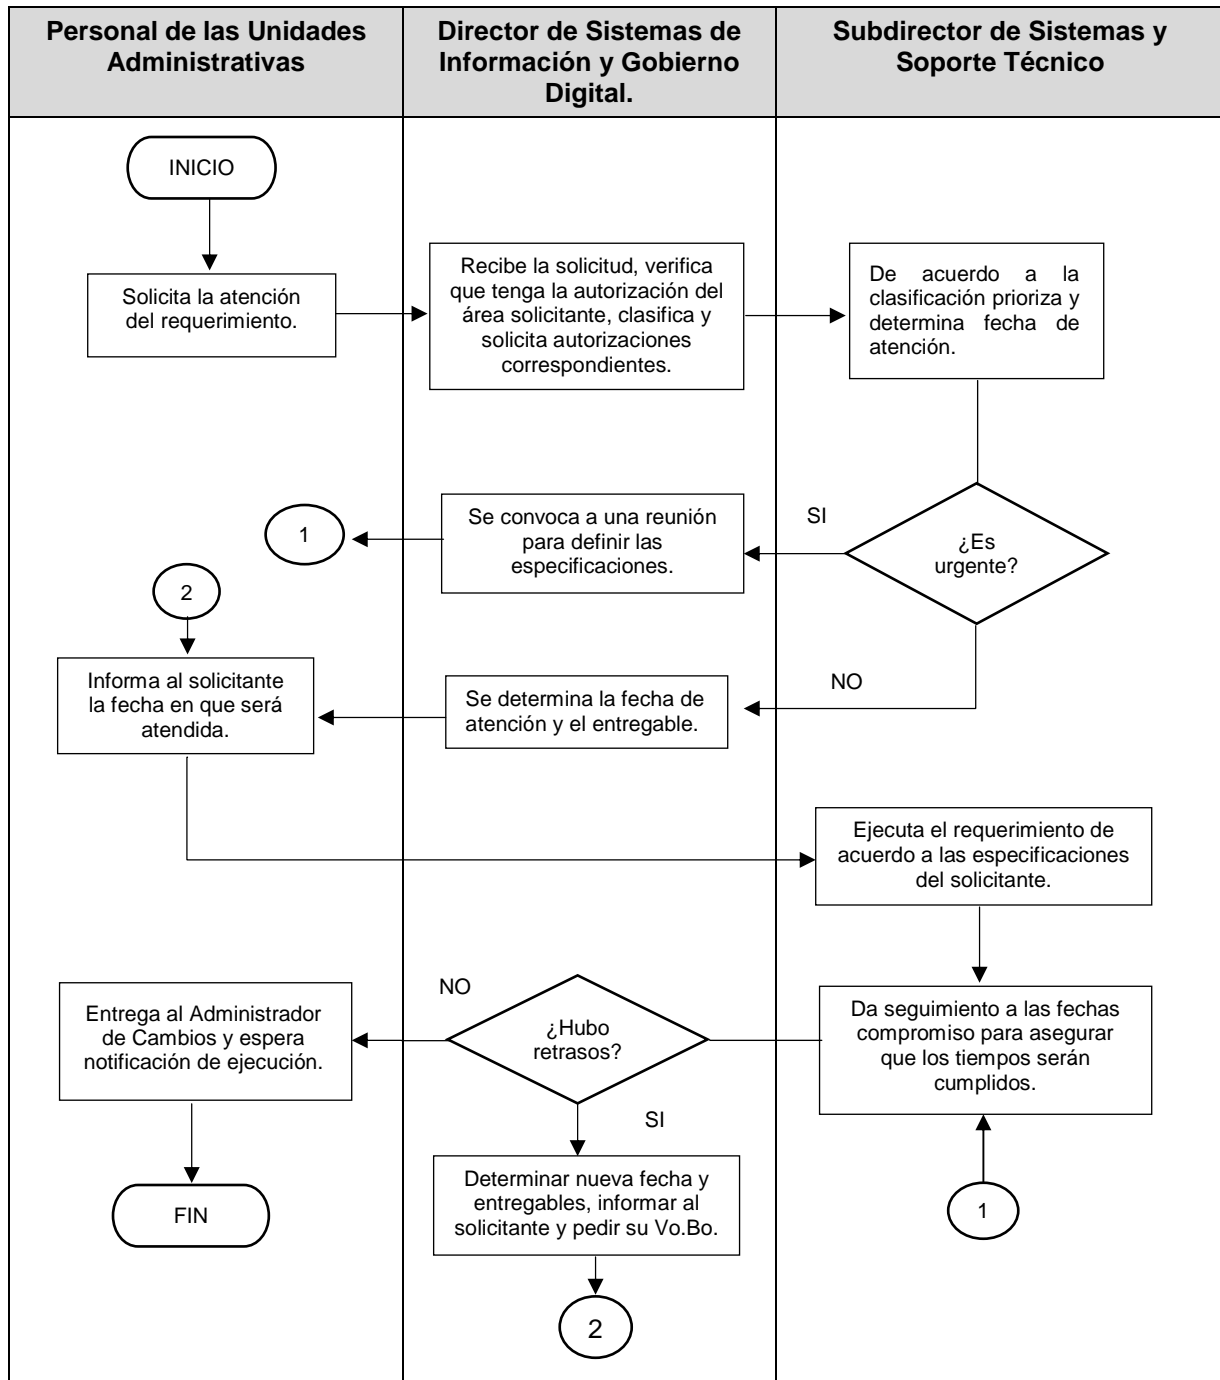 Personal de las Unidades
Administrativas
Director de Sistemas de
Información y Gobierno
Digital.
Subdirector de Sistemas y
Soporte Técnico
INICIO
Solicita la atención
del requerimiento.
Recibe la solicitud, verifica
que tenga la autorización del
área solicitante, clasifica y
solicita autorizaciones
correspondientes.
De acuerdo a la
clasificación prioriza y
determina fecha de
atención.
1
Se convoca a una reunión
para definir las
especificaciones.
SI
¿Es
urgente?
2
Informa al solicitante
la fecha en que será
atendida.
Se determina la fecha de
atención y el entregable.
NO
Ejecuta el requerimiento de
acuerdo a las especificaciones
del solicitante.
Entrega al Administrador
de Cambios y espera
notificación de ejecución.
NO
¿Hubo
retrasos?
Da seguimiento a las fechas
compromiso para asegurar
que los tiempos serán
cumplidos.
SI
FIN
Determinar nueva fecha y
entregables, informar al
solicitante y pedir su Vo.Bo.
1
2